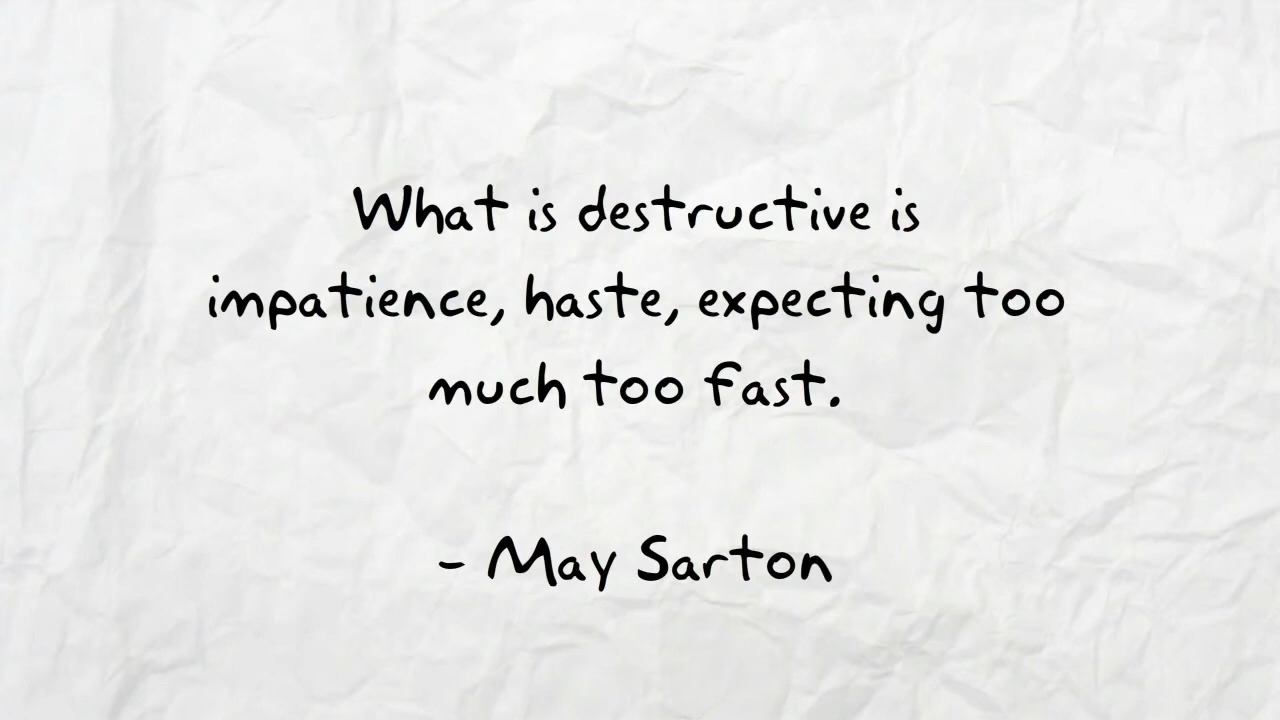 What is destructive is
impatience, haste, expecting too
much too fast.
- May Sarton